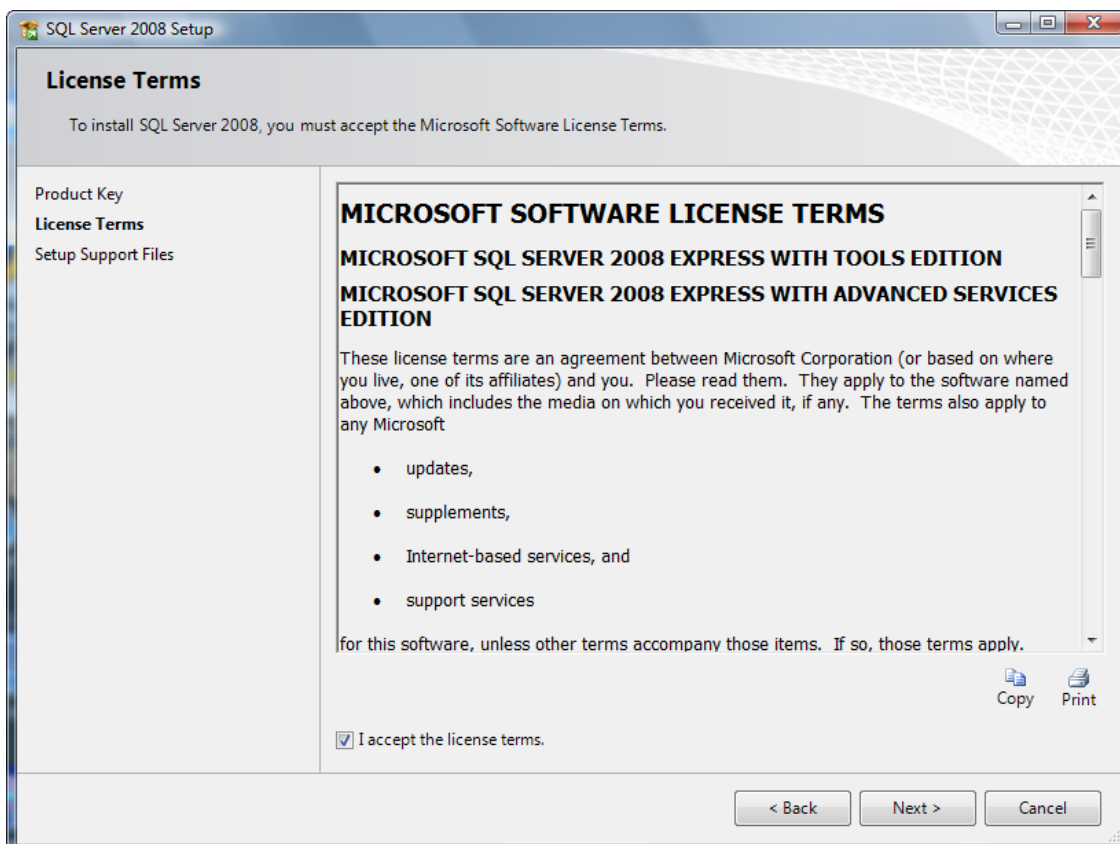 SQL Server 2008 Setup
License Terms
To install SQL Server 2008, you must accept the Microsoft Software License Terms.
Product Key
License Terms
Setup Support Files
MICROSOFT SOFTWARE LICENSE TERMS
MICROSOFT SQL SERVER 2008 EXPRESS WITH TOOLS EDITION
MICROSOFT SQL SERVER 2008 EXPRESS WITH ADVANCED SERVICES
EDITION
These license terms are an agreement between Microsoft Corporation (or based on where
you live, one of its affiliates) and you.  Please read them.  They apply to the software named
above, which includes the media on which you received it, if any.  The terms also apply to
any Microsoft
• updates,
• supplements,
• Internet-based services, and
• support services
for this software, unless other terms accompany those items.  If so, those terms apply.
Copy Print
I accept the license terms.
< Back Next > Cancel